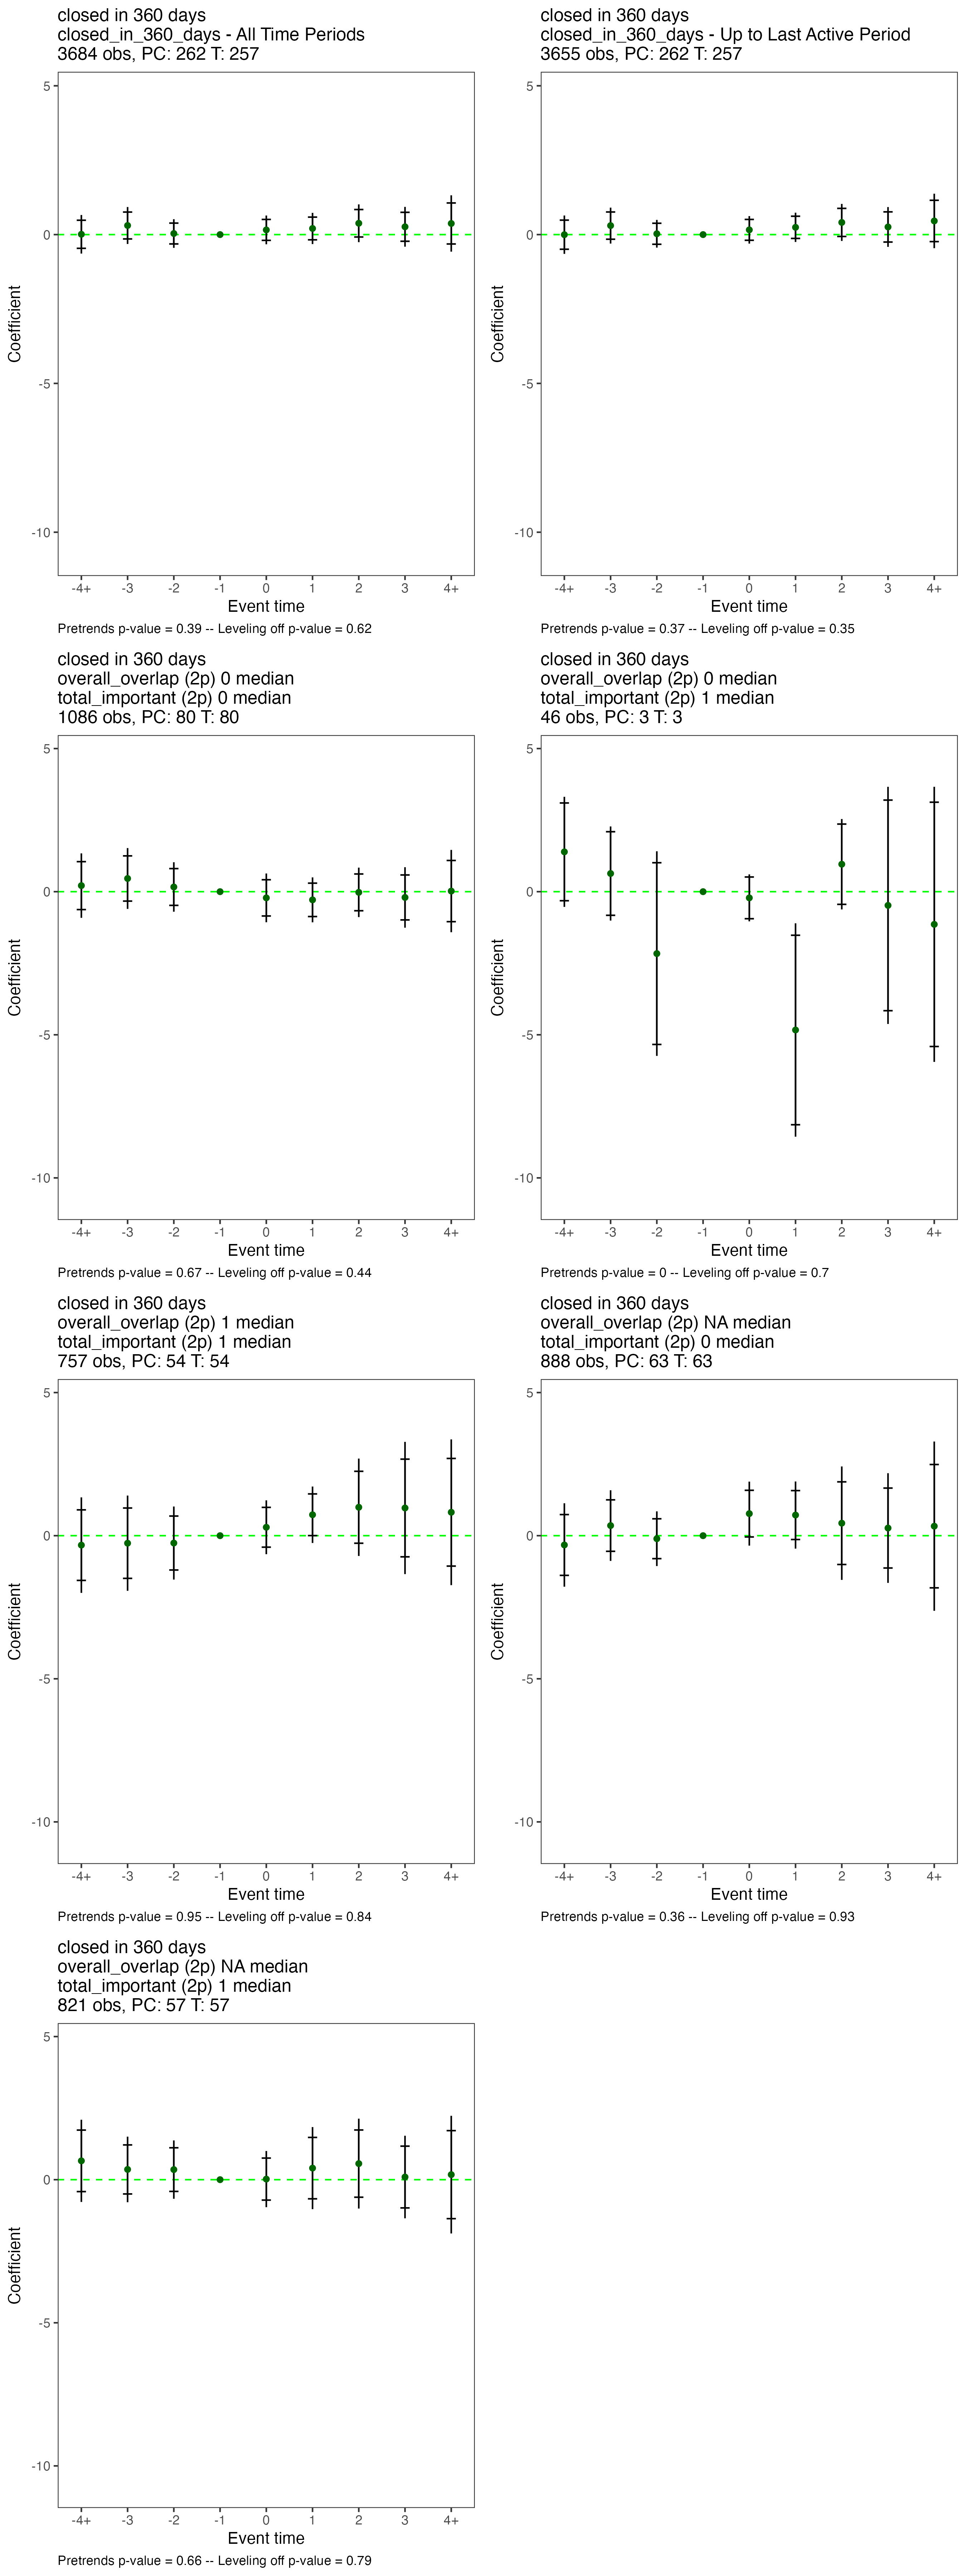 closed in 360 days
closed_in_360_days - All Time Periods
3684 obs, PC: 262 T: 257
5
0
-5
-10
Coefficient
-4+ -3 -2 -1 0 1 2 3 4+
Event time
Pretrends p-value = 0.39 -- Leveling off p-value = 0.62
closed in 360 days
closed_in_360_days - Up to Last Active Period
3655 obs, PC: 262 T: 257
5
0
-5
-10
Coefficient
-4+ -3 -2 -1 0 1 2 3 4+
Event time
Pretrends p-value = 0.37 -- Leveling off p-value = 0.35
closed in 360 days
overall_overlap (2p) 0 median
total_important (2p) 0 median
1086 obs, PC: 80 T: 80
5
0
-5
-10
Coefficient
-4+ -3 -2 -1 0 1 2 3 4+
Event time
Pretrends p-value = 0.67 -- Leveling off p-value = 0.44
closed in 360 days
overall_overlap (2p) 0 median
total_important (2p) 1 median
46 obs, PC: 3 T: 3
5
0
-5
-10
Coefficient
-4+ -3 -2 -1 0 1 2 3 4+
Event time
Pretrends p-value = 0 -- Leveling off p-value = 0.7
closed in 360 days
overall_overlap (2p) 1 median
total_important (2p) 1 median
757 obs, PC: 54 T: 54
5
0
-5
-10
Coefficient
-4+ -3 -2 -1 0 1 2 3 4+
Event time
Pretrends p-value = 0.95 -- Leveling off p-value = 0.84
closed in 360 days
overall_overlap (2p) NA median
total_important (2p) 0 median
888 obs, PC: 63 T: 63
5
0
-5
-10
Coefficient
-4+ -3 -2 -1 0 1 2 3 4+
Event time
Pretrends p-value = 0.36 -- Leveling off p-value = 0.93
closed in 360 days
overall_overlap (2p) NA median
total_important (2p) 1 median
821 obs, PC: 57 T: 57
5
0
-5
-10
Coefficient
-4+ -3 -2 -1 0 1 2 3 4+
Event time
Pretrends p-value = 0.66 -- Leveling off p-value = 0.79